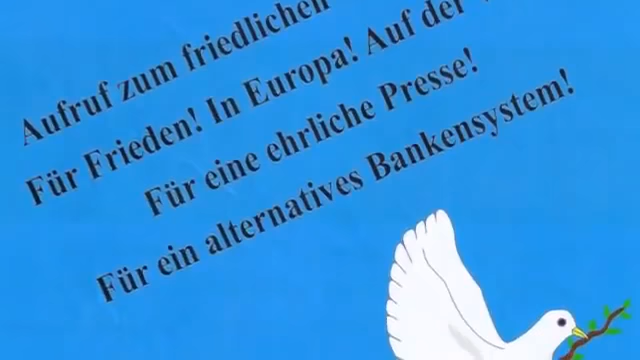 Aufruf zum friedlichen
Für Frieden! In Europa! Auf der
Für eine ehrliche Presse!
Für ein alternatives Bankensystem!